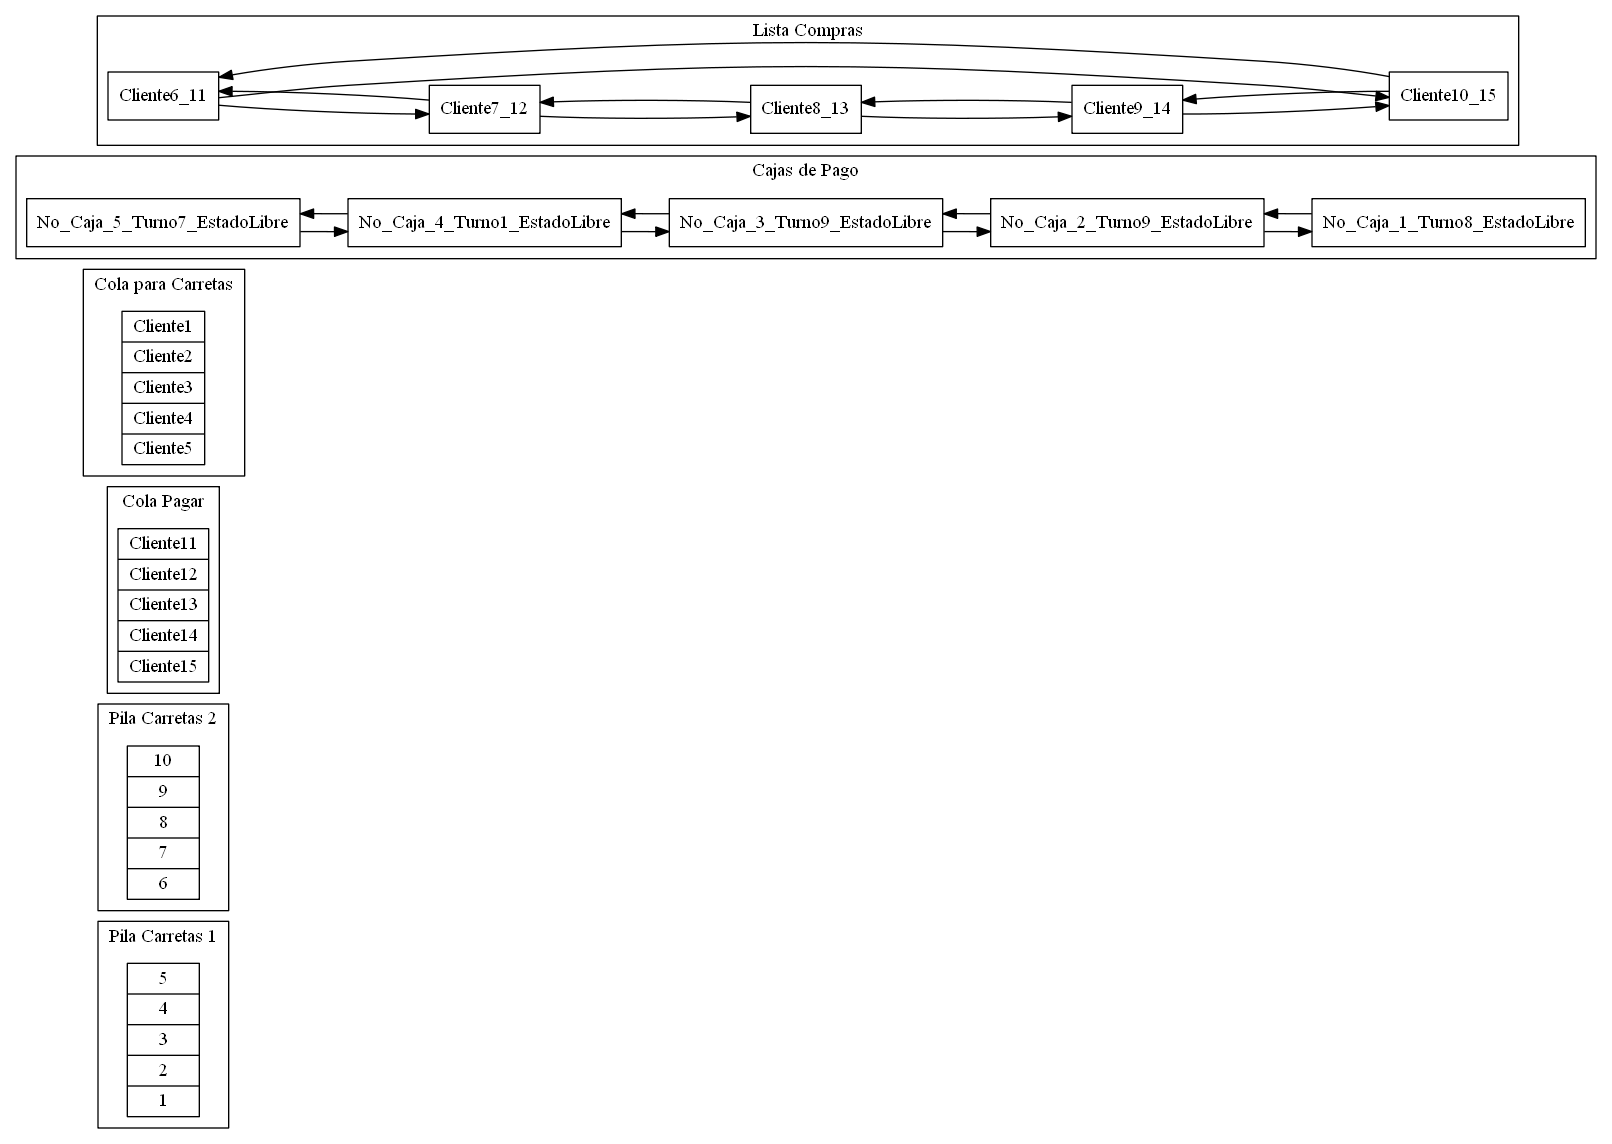 Lista Compras
Cliente6_11
Cliente7_12
Cliente8_13
Cliente9_14
Cliente10_15
Cajas de Pago
No_Caja_5_Turno7_EstadoLibre
No_Caja_4_Turno1_EstadoLibre
No_Caja_3_Turno9_EstadoLibre
No_Caja_2_Turno9_EstadoLibre
No_Caja_1_Turno8_EstadoLibre
Cola para Carretas
Cliente1
Cliente2
Cliente3
Cliente4
Cliente5
Cola Pagar
Cliente11
Cliente12
Cliente13
Cliente14
Cliente15
Pila Carretas 2
10
9
8
7
6
Pila Carretas 1
5
4
3
2
1